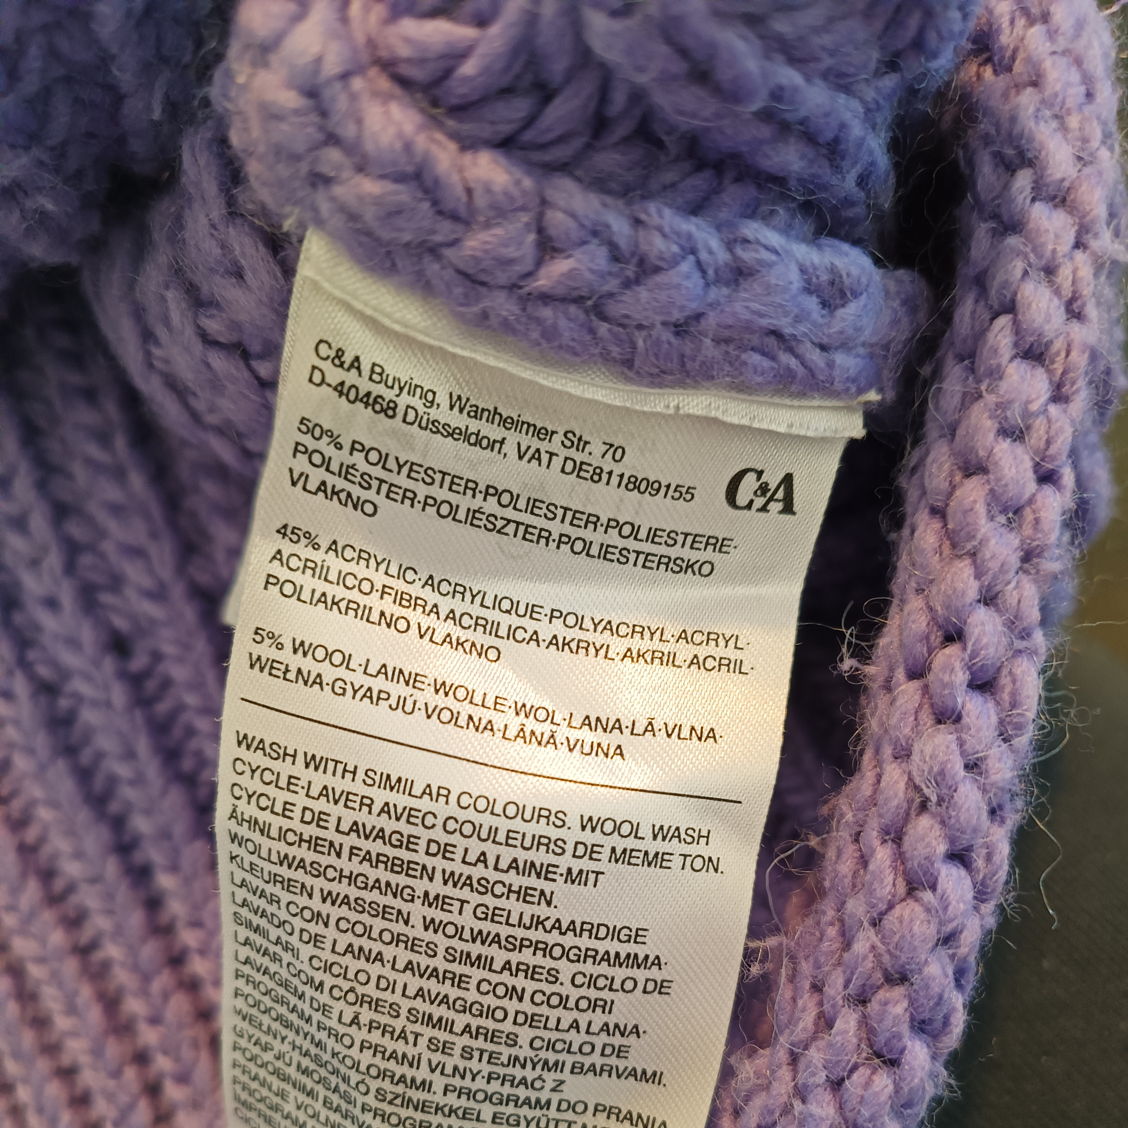 C&A Buying, Wanheimer Str. 70
D-40468 Düsseldorf, VAT DE811809155
C&A
50% POLYESTER·POLIESTER·POLIESTERE·
POLIÉSTER·POLIÉSZTER·POLIESTERSKO
VLAKNO
45% ACRYLIC·ACRYLIQUE·POLYACRYL·ACRYL·
ACRÍLICO·FIBRA ACRILICA·AKRYL·AKRIL·ACRIL·
POLIAKRILNO VLAKNO
5% WOOL·LAINE·WOLLE·WOL·LANA·LÃ·VLNA·
WEŁNA·GYAPJÚ·VOLNA·LÂNĂ·VUNA
WASH WITH SIMILAR COLOURS. WOOL WASH
CYCLE·LAVER AVEC COULEURS DE MEME TON.
CYCLE DE LAVAGE DE LA LAINE·MIT
ÄHNLICHEN FARBEN WASCHEN.
WOLLWASCHGANG·MET GELIJKAARDIGE
KLEUREN WASSEN. WOLWASPROGRAMMA·
LAVAR CON COLORES SIMILARES. CICLO DE
LAVADO DE LANA·LAVARE CON COLORI
SIMILARI. CICLO DI LAVAGGIO DELLA LANA·
LAVAR COM CÔRES SIMILARES. CICLO DE
LAVAGEM DE LÃ·PRÁT SE STEJNÝMI BARVAMI.
PROGRAM PRO PRANÍ VLNY·PRAĆ Z
PODOBNYMI KOLORAMI. PROGRAM DO PRANIA
WEŁNY·HASONLÓ SZÍNEKKEL EGYÜTT
GYAPJÚ MOSÁSI PROGRAM
PODOBNIMI BARVA
PRANJE VOLNE
PROGRAM